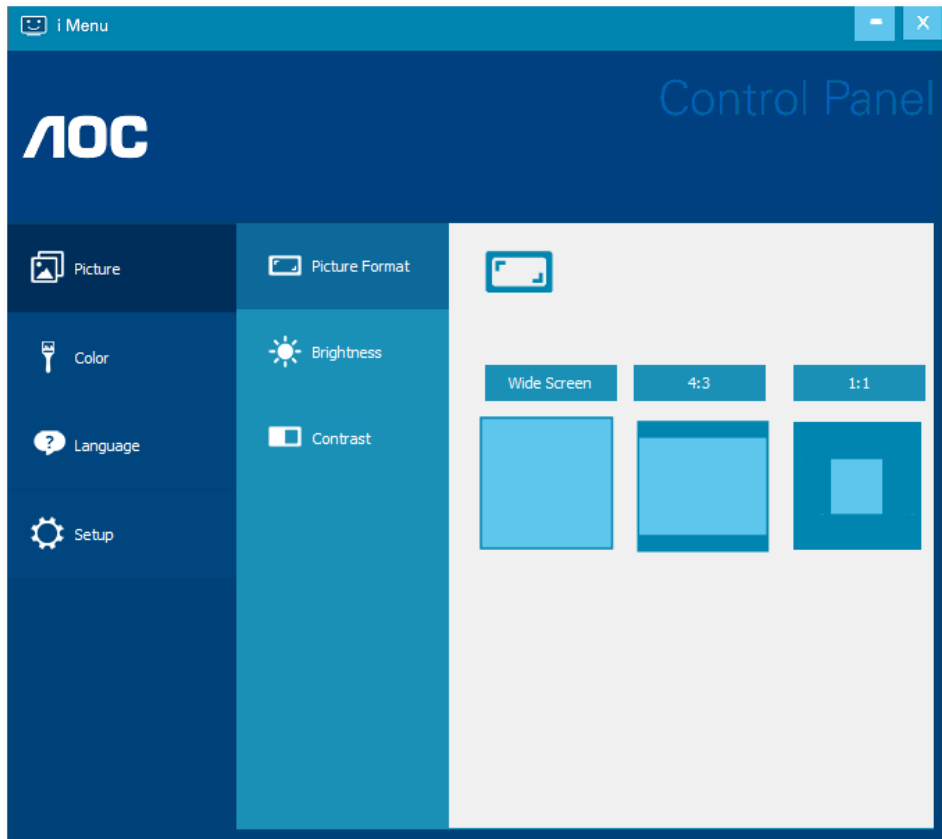 i Menu
Control Panel
AOC
Picture
Color
Language
Setup
Picture Format
Brightness
Contrast
Wide Screen
4:3
1:1